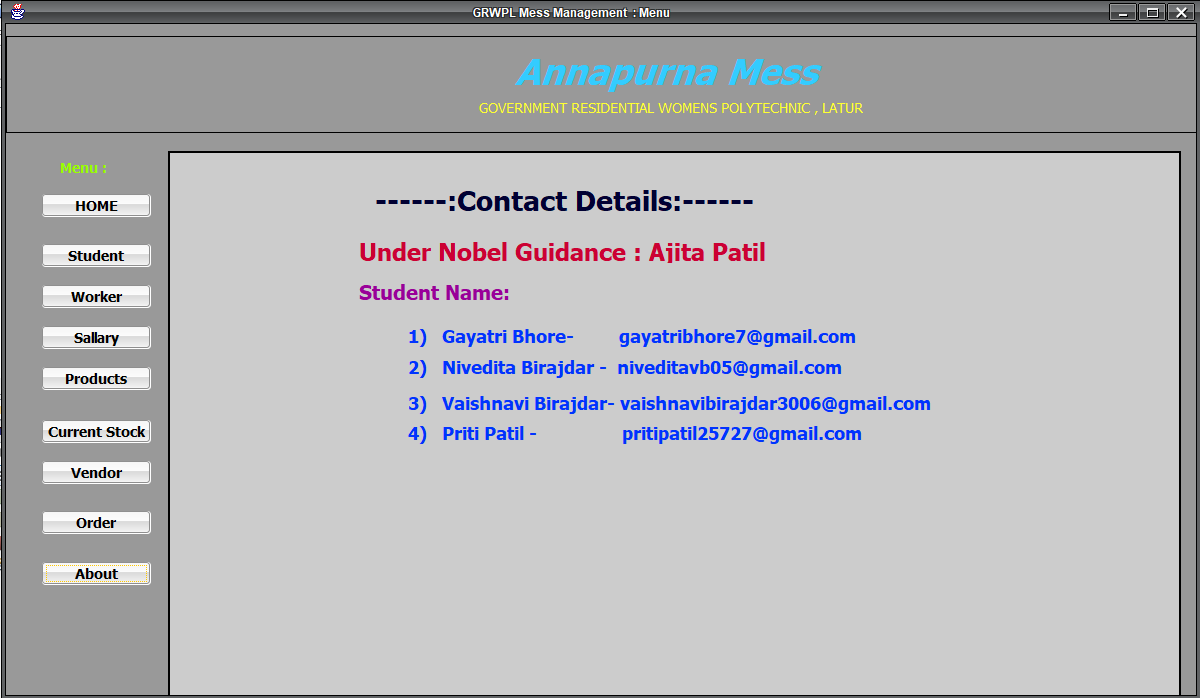 GRWPL Mess Management : Menu
Annapurna Mess
GOVERNMENT RESIDENTIAL WOMENS POLYTECHNIC , LATUR
Menu :
HOME
Student
Worker
Sallary
Products
Current Stock
Vendor
Order
About
------:Contact Details:------
Under Nobel Guidance : Ajita Patil
Student Name:
1) Gayatri Bhore- gayatribhore7@gmail.com
2) Nivedita Birajdar - niveditavb05@gmail.com
3) Vaishnavi Birajdar- vaishnavibirajdar3006@gmail.com
4) Priti Patil - pritipatil25727@gmail.com